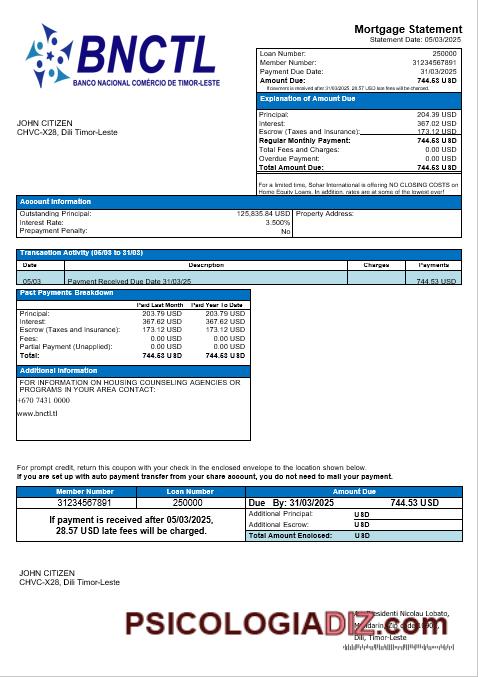 BNCTL
BANCO NACIONAL COMÉRCIO DE TIMOR-LESTE
Mortgage Statement
Statement Date: 05/03/2025
Loan Number: 250000
Member Number: 31234567891
Payment Due Date: 31/03/2025
Amount Due: 744.53 USD
If payment is received after 31/03/2025, 28.57 USD late fees will be charged.
Explanation of Amount Due
Principal: 204.39 USD
Interest: 367.02 USD
Escrow (Taxes and Insurance): 173.12 USD
Regular Monthly Payment: 744.53 USD
Total Fees and Charges: 0.00 USD
Overdue Payment: 0.00 USD
Total Amount Due: 744.53 USD
For a limited time, Sohar International is offering NO CLOSING COSTS on
Home Equity Loans. In addition, rates are at some of the lowest ever!
JOHN CITIZEN
CHVC-X28, Dili Timor-Leste
Account Information
Outstanding Principal: 125,835.84 USD
Interest Rate: 3.500%
Prepayment Penalty: No
Property Address:
Transaction Activity (05/03 to 31/03)
Date Description Charges Payments
05/03 Payment Received Due Date 31/03/25 744.53 USD
Past Payments Breakdown
Paid Last Month Paid Year To Date
Principal: 203.79 USD 203.79 USD
Interest: 367.62 USD 367.62 USD
Escrow (Taxes and Insurance): 173.12 USD 173.12 USD
Fees: 0.00 USD 0.00 USD
Partial Payment (Unapplied): 0.00 USD 0.00 USD
Total: 744.53 USD 744.53 USD
Additional Information
FOR INFORMATION ON HOUSING COUNSELING AGENCIES OR
PROGRAMS IN YOUR AREA CONTACT:
+670 7431 0000
www.bnctl.tl
For prompt credit, return this coupon with your check in the enclosed envelope to the location shown below.
If you are set up with auto payment transfer from your share account, you do not need to mail your payment.
Member Number Loan Number Amount Due
31234567891 250000 Due By: 31/03/2025 744.53 USD
If payment is received after 05/03/2025,
28.57 USD late fees will be charged.
Additional Principal: USD
Additional Escrow: USD
Total Amount Enclosed: USD
JOHN CITIZEN
CHVC-X28, Dili Timor-Leste
PSICOLOGIADIZ.com
Presidenti Nicolau Lobato,
Mandarin,
Dili, Timor-Leste